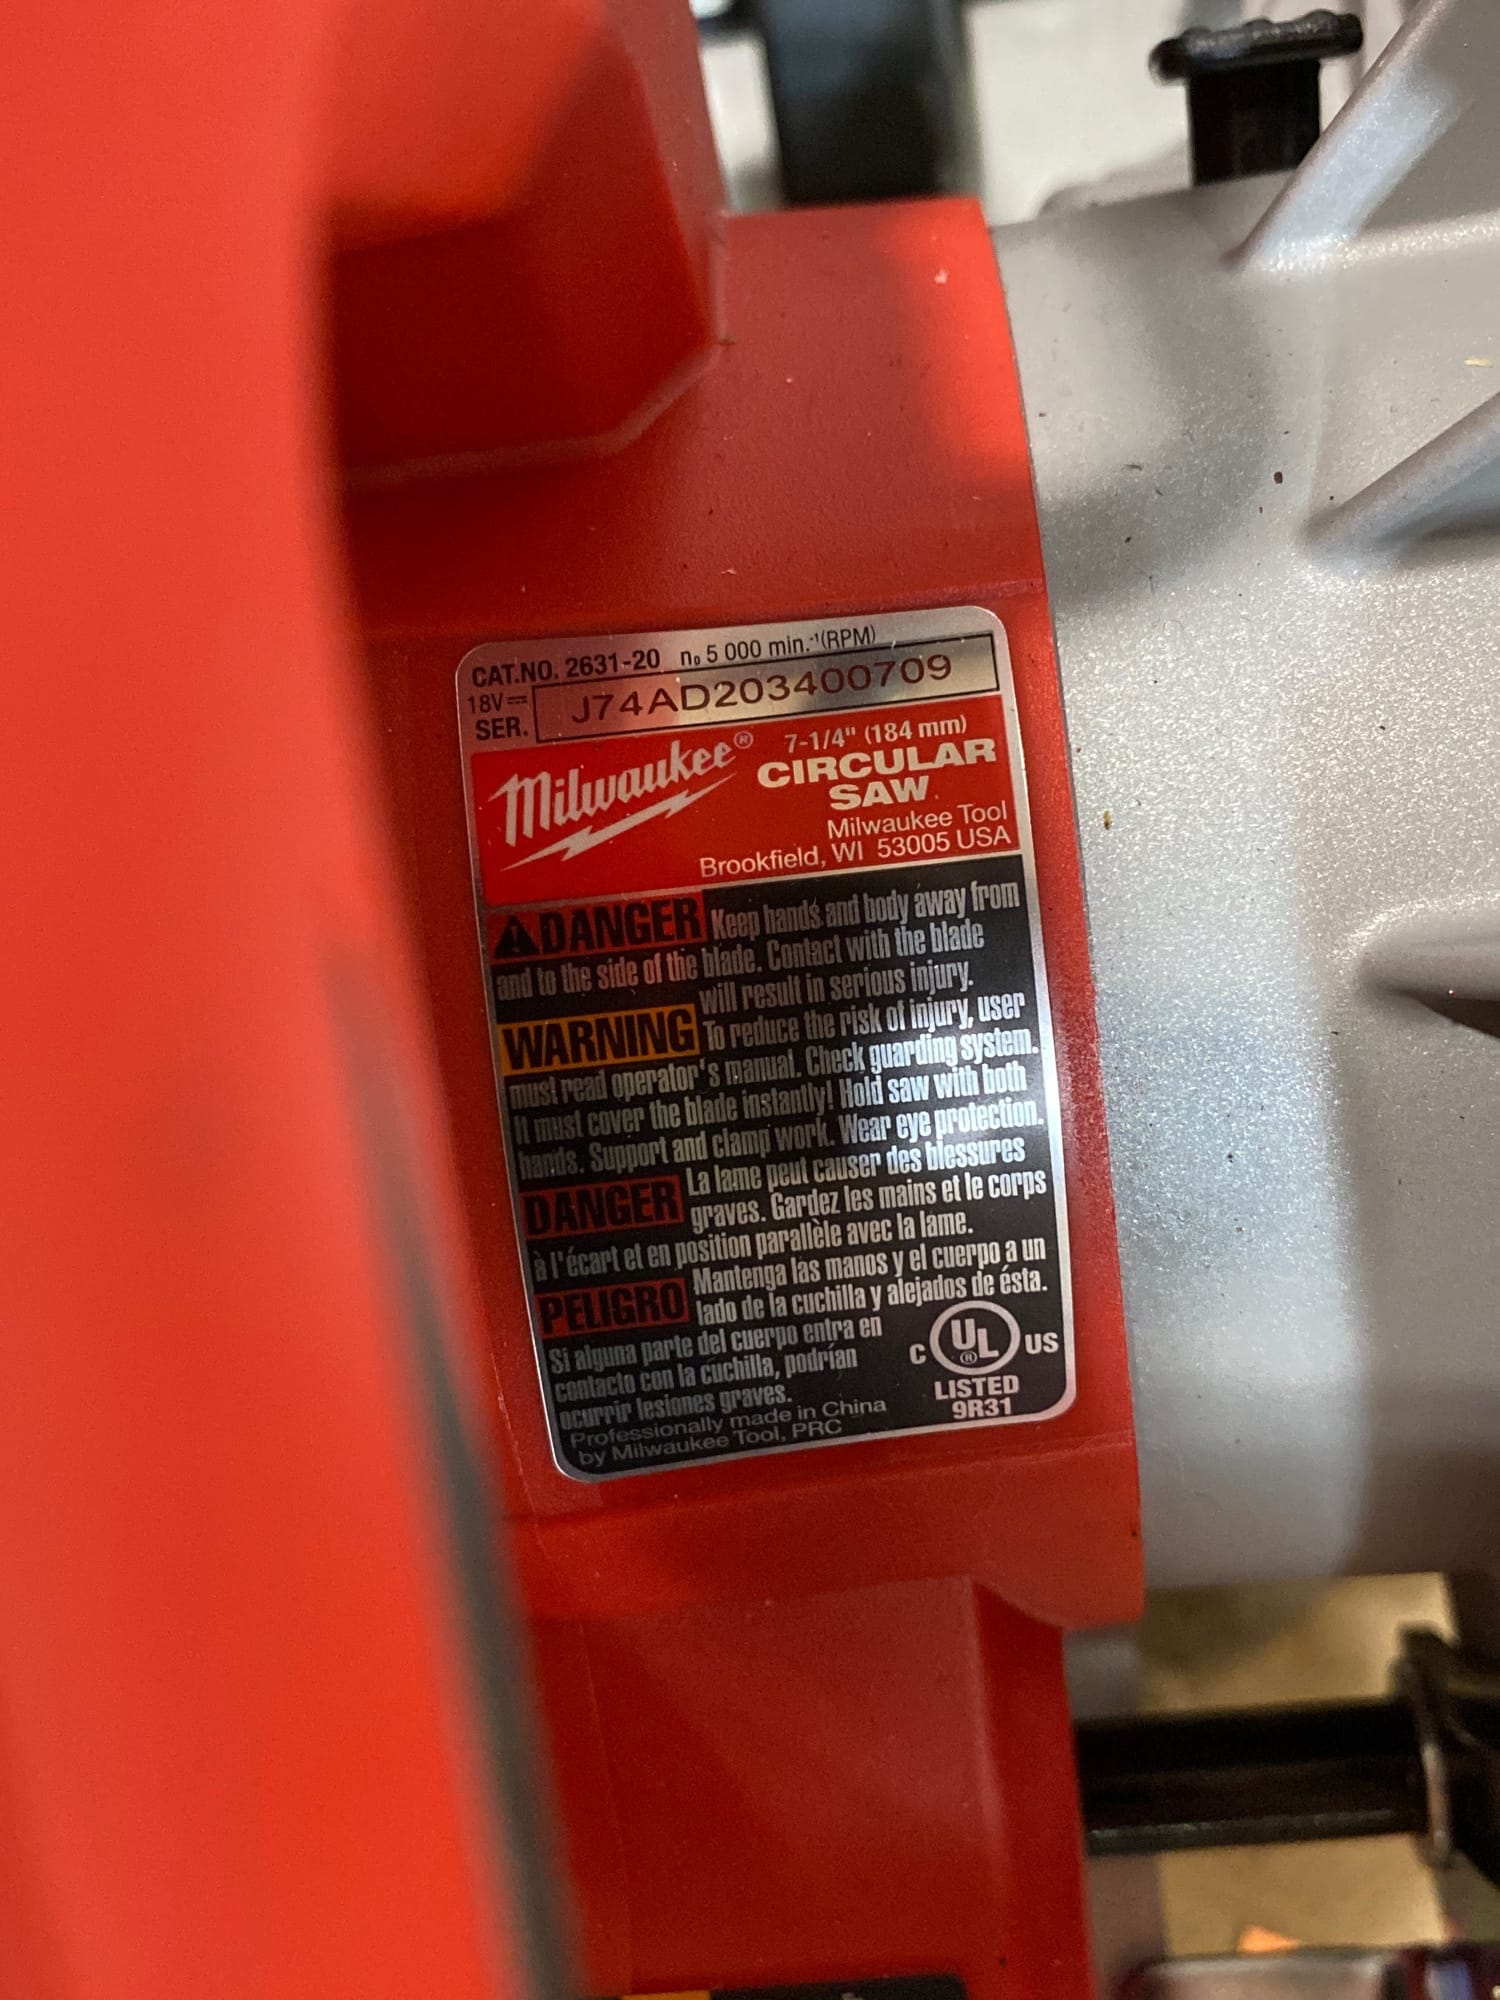 CAT.NO. 2631-20 n₀ 5 000 min.⁻¹(RPM)
18V⎓
SER. J74AD203400709
Milwaukee®
7-1/4" (184 mm)
CIRCULAR
SAW
Milwaukee Tool
Brookfield, WI 53005 USA
⚠DANGER Keep hands and body away from
and to the side of the blade. Contact with the blade
will result in serious injury.
WARNING To reduce the risk of injury, user
must read operator's manual. Check guarding system.
It must cover the blade instantly! Hold saw with both
hands. Support and clamp work. Wear eye protection.
DANGER La lame peut causer des blessures
graves. Gardez les mains et le corps
à l'écart et en position parallèle avec la lame.
PELIGRO Mantenga las manos y el cuerpo a un
lado de la cuchilla y alejados de ésta.
Si alguna parte del cuerpo entra en
contacto con la cuchilla, podrían
ocurrir lesiones graves.
Professionally made in China
by Milwaukee Tool, PRC
C UL® US
LISTED
9R31